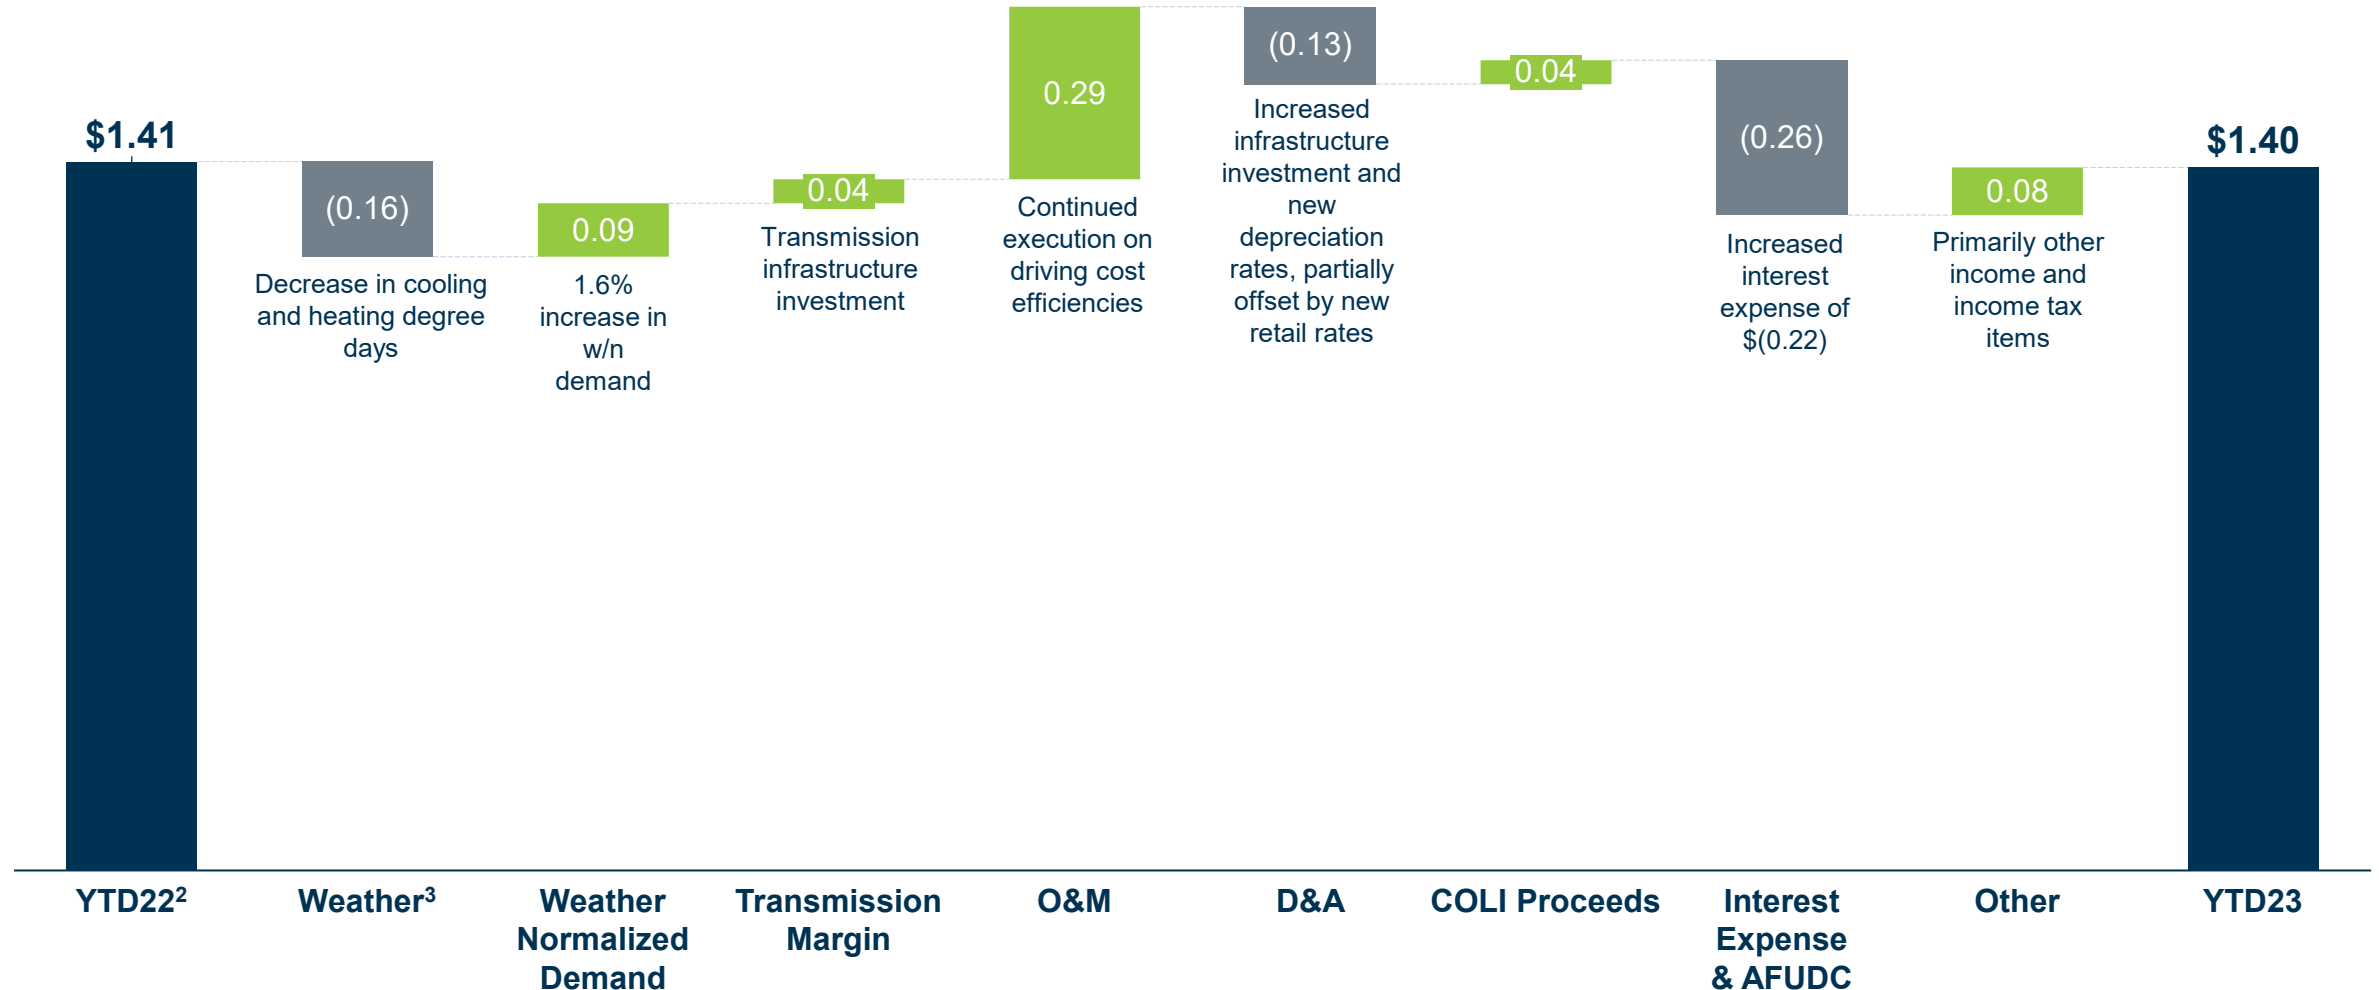 $1.41
(0.16)
Decrease in cooling
and heating degree
days
0.09
1.6%
increase in
w/n
demand
0.04
Transmission
infrastructure
investment
0.29
Continued
execution on
driving cost
efficiencies
(0.13)
Increased
infrastructure
investment and
new
depreciation
rates, partially
offset by new
retail rates
0.04
(0.26)
Increased
interest
expense of
$(0.22)
0.08
Primarily other
income and
income tax
items
$1.40
YTD22²
Weather³
Weather
Normalized
Demand
Transmission
Margin
O&M
D&A
COLI Proceeds
Interest
Expense
& AFUDC
Other
YTD23